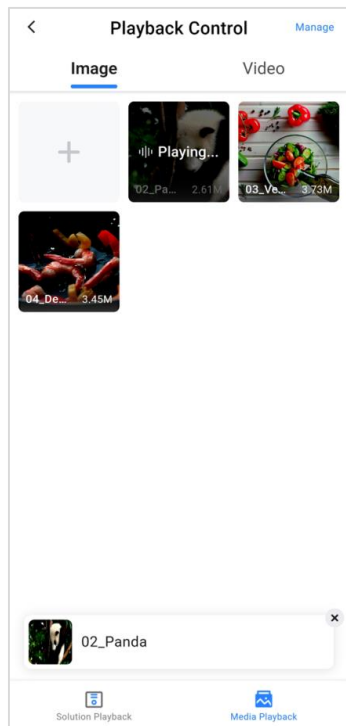 Playback Control
Manage
Image
Video
Playing...
02_Pa... 2.61M
03_Ve... 3.73M
04_De... 3.45M
02_Panda
Solution Playback
Media Playback